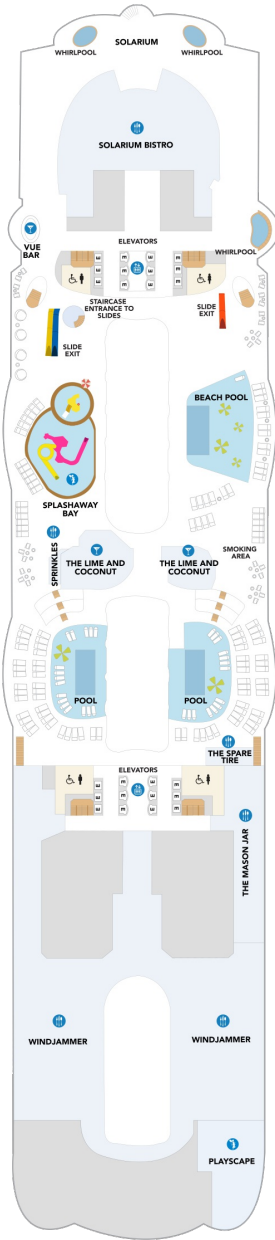 SOLARIUM
WHIRLPOOL
WHIRLPOOL
SOLARIUM BISTRO
ELEVATORS
VUE
BAR
WHIRLPOOL
E E E E
E E E E
E E E E
STAIRCASE
ENTRANCE TO
SLIDES
SLIDE
EXIT
SLIDE
EXIT
BEACH POOL
SPLASHAWAY
BAY
SPRINKLES
THE LIME AND
COCONUT
THE LIME AND
COCONUT
SMOKING
AREA
POOL
POOL
THE SPARE
TIRE
ELEVATORS
E E E E
E E E E
E E E E
THE MASON JAR
WINDJAMMER
WINDJAMMER
PLAYSCAPE